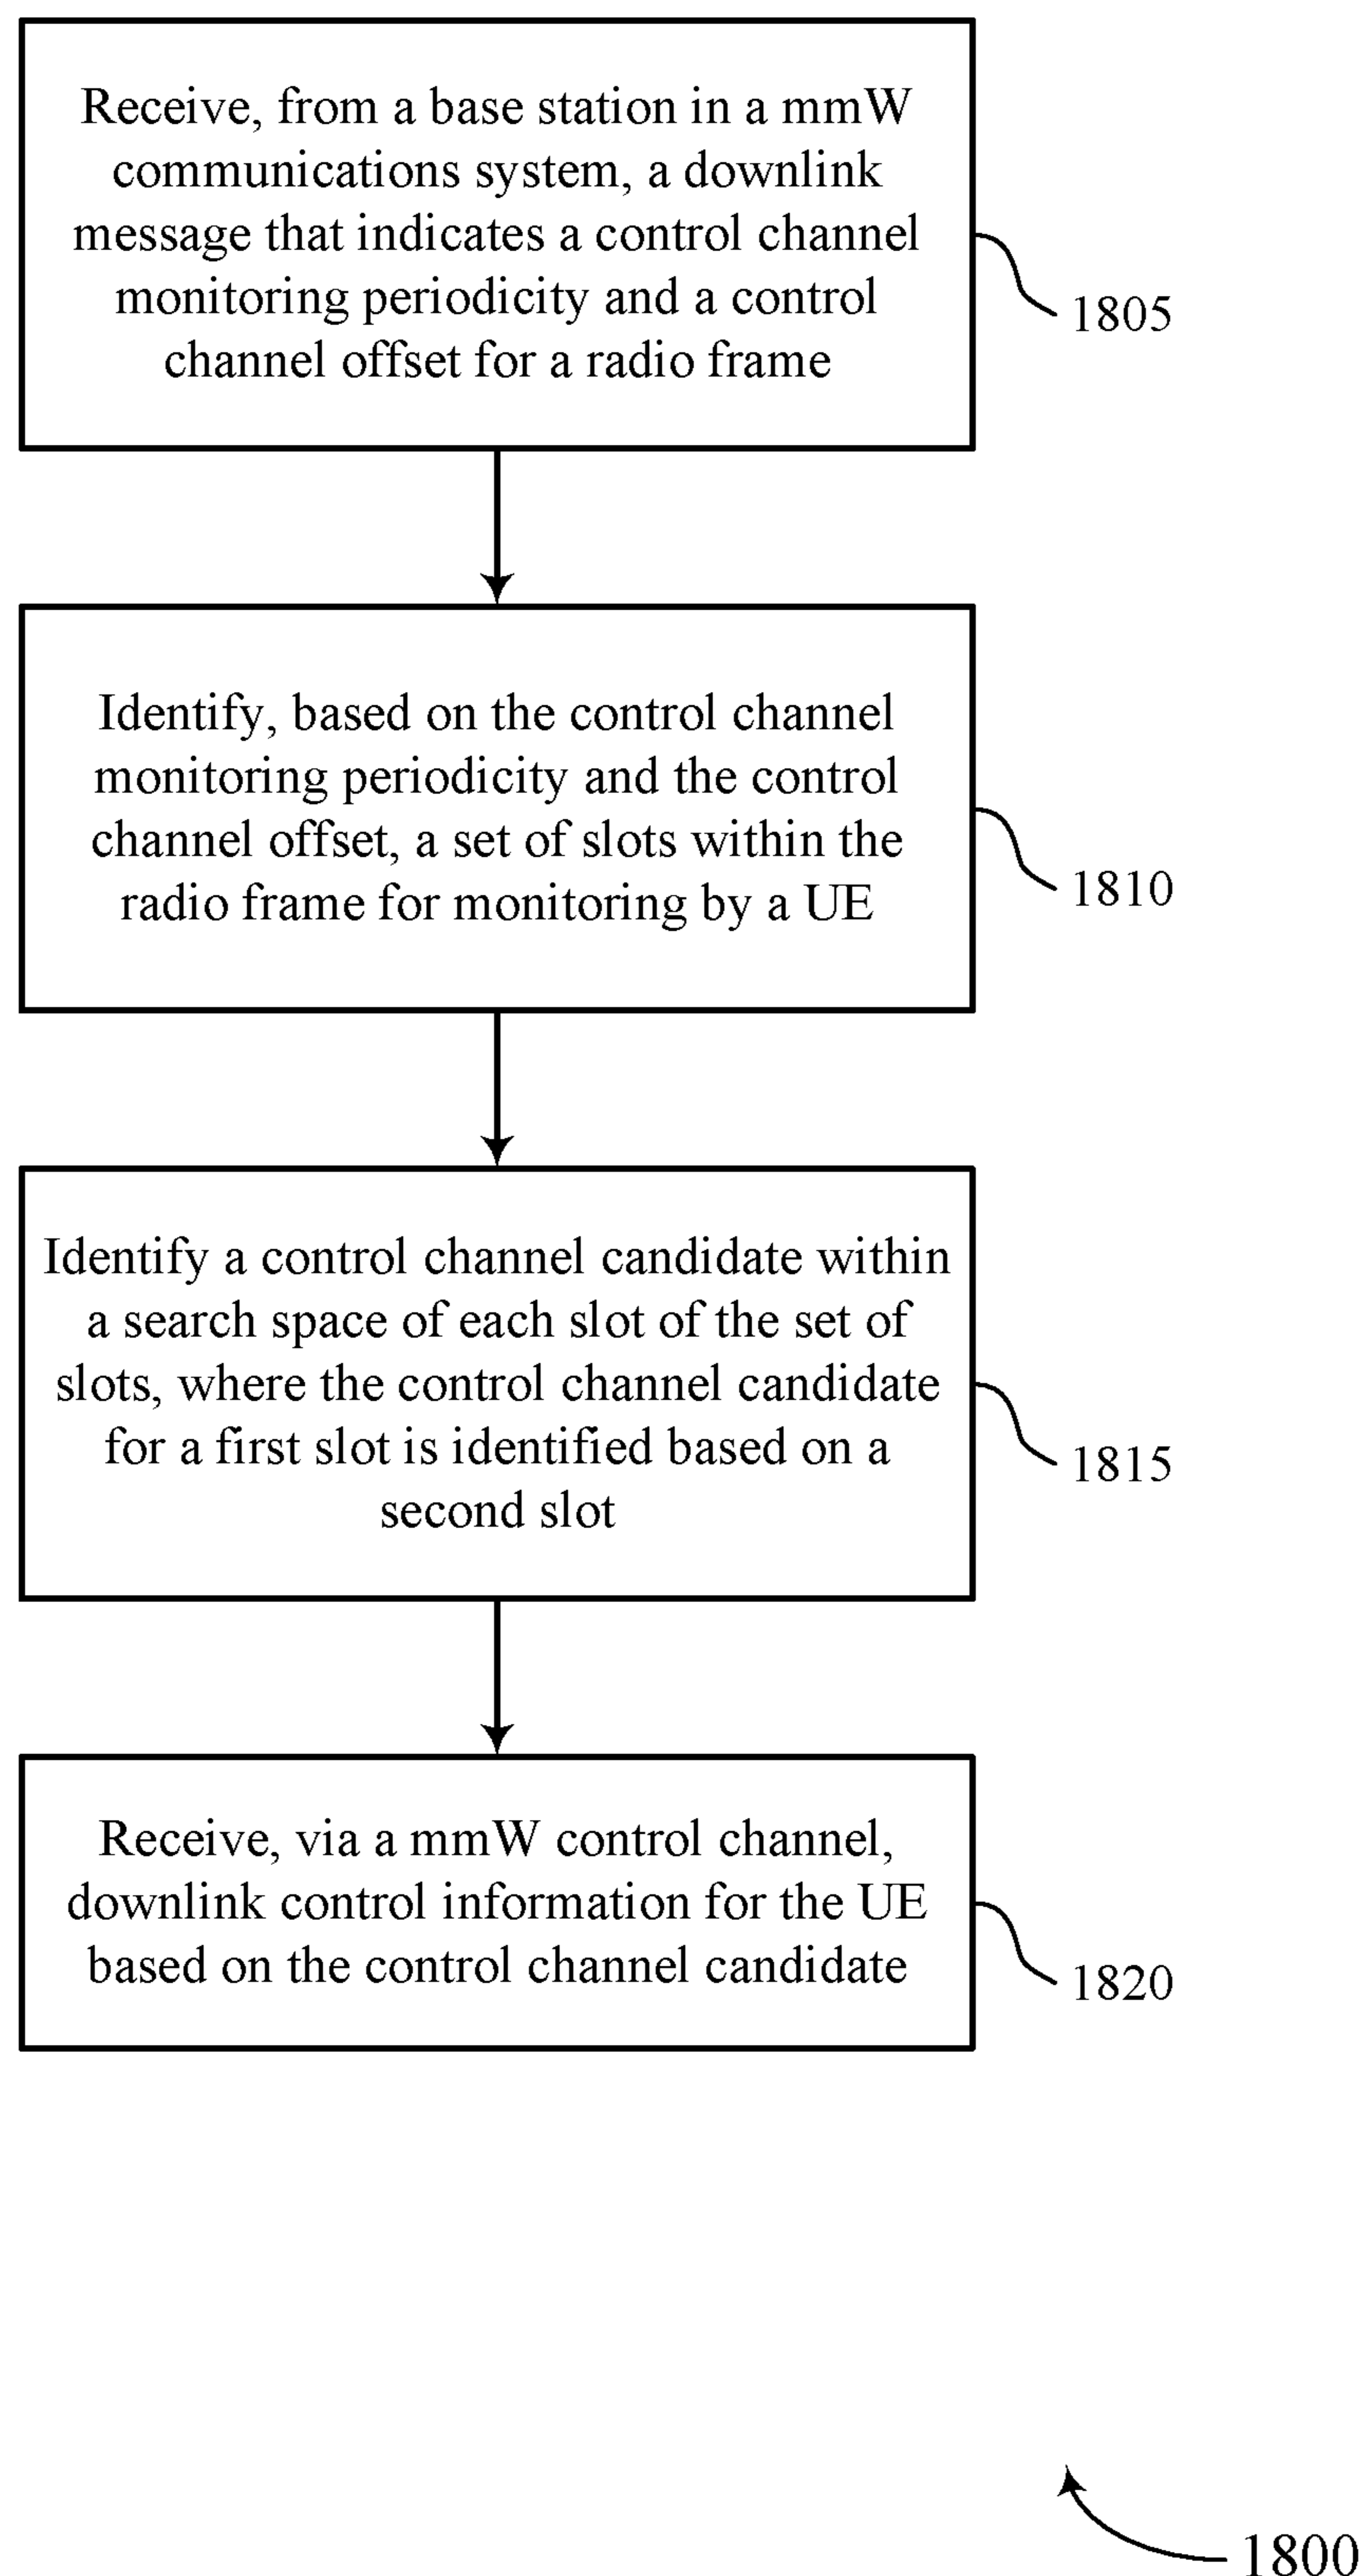 Receive, from a base station in a mmW
communications system, a downlink
message that indicates a control channel
monitoring periodicity and a control
channel offset for a radio frame
1805
Identify, based on the control channel
monitoring periodicity and the control
channel offset, a set of slots within the
radio frame for monitoring by a UE
1810
Identify a control channel candidate within
a search space of each slot of the set of
slots, where the control channel candidate
for a first slot is identified based on a
second slot
1815
Receive, via a mmW control channel,
downlink control information for the UE
based on the control channel candidate
1820
1800